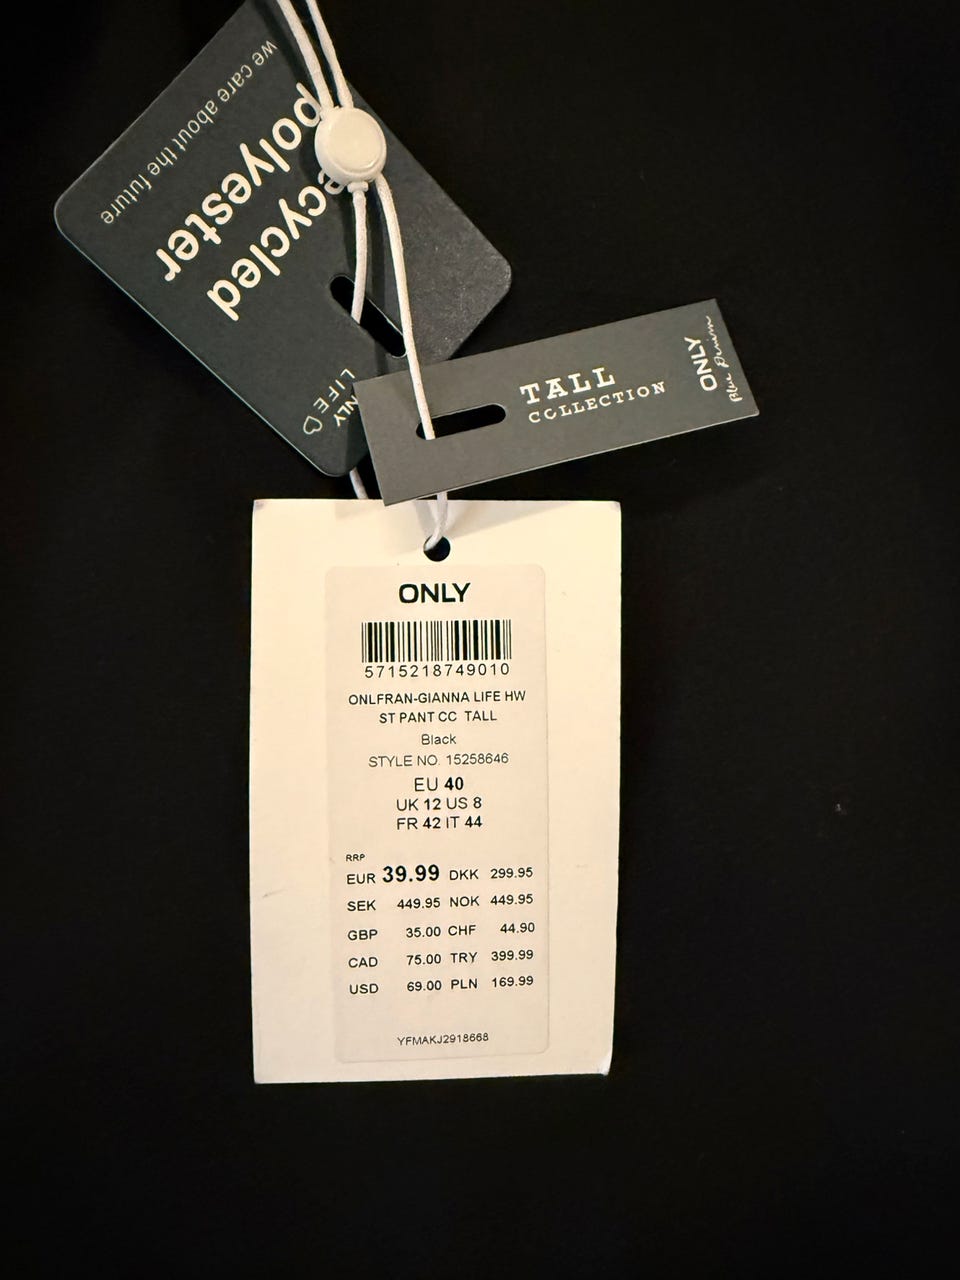 we care about the future
recycled
polyester
ONLY
LIFE
TALL
COLLECTION
ONLY
Blue Denim
ONLY
5715218749010
ONLFRAN-GIANNA LIFE HW
ST PANT CC TALL
Black
STYLE NO. 15258646
EU 40
UK 12 US 8
FR 42 IT 44
RRP
EUR 39.99 DKK 299.95
SEK 449.95 NOK 449.95
GBP 35.00 CHF 44.90
CAD 75.00 TRY 399.99
USD 69.00 PLN 169.99
YFMAKJ2918668